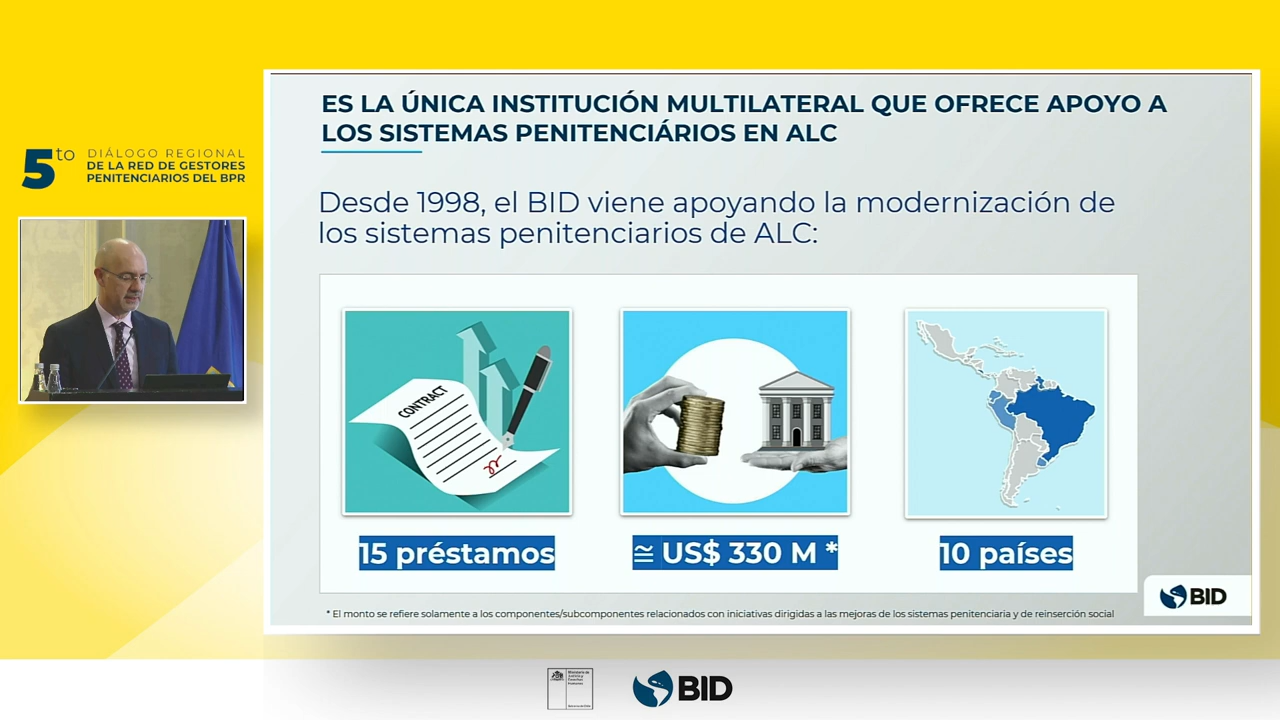 5to DIÁLOGO REGIONAL
DE LA RED DE GESTORES
PENITENCIARIOS DEL BPR
ES LA ÚNICA INSTITUCIÓN MULTILATERAL QUE OFRECE APOYO A
LOS SISTEMAS PENITENCIÁRIOS EN ALC
Desde 1998, el BID viene apoyando la modernización de
los sistemas penitenciarios de ALC:
CONTRACT
15 préstamos
≅ US$ 330 M *
10 países
* El monto se refiere solamente a los componentes/subcomponentes relacionados con iniciativas dirigidas a las mejoras de los sistemas penitenciaria y de reinserción social
BID
BID